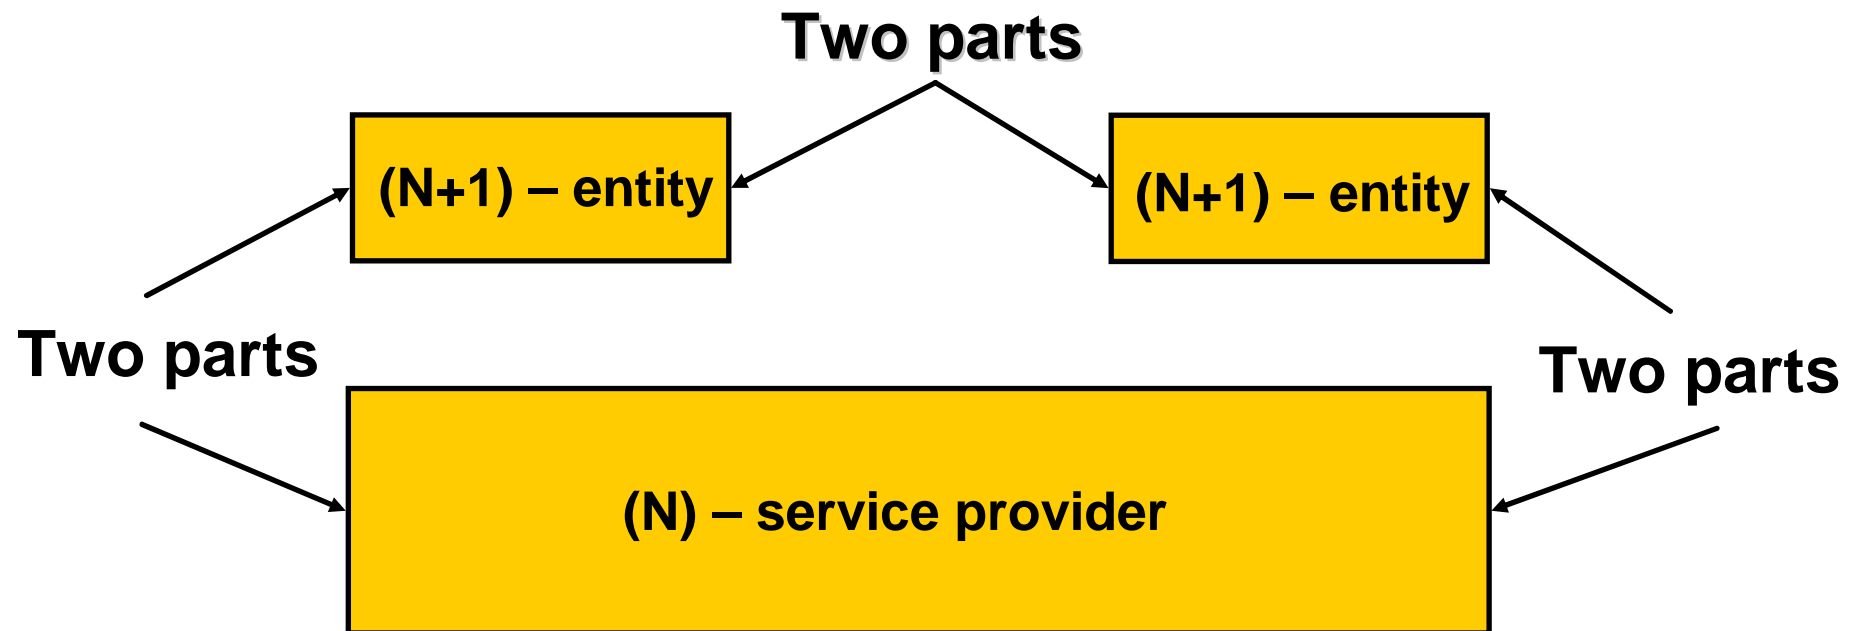 Two parts
(N+1) – entity
(N+1) – entity
Two parts
Two parts
(N) – service provider